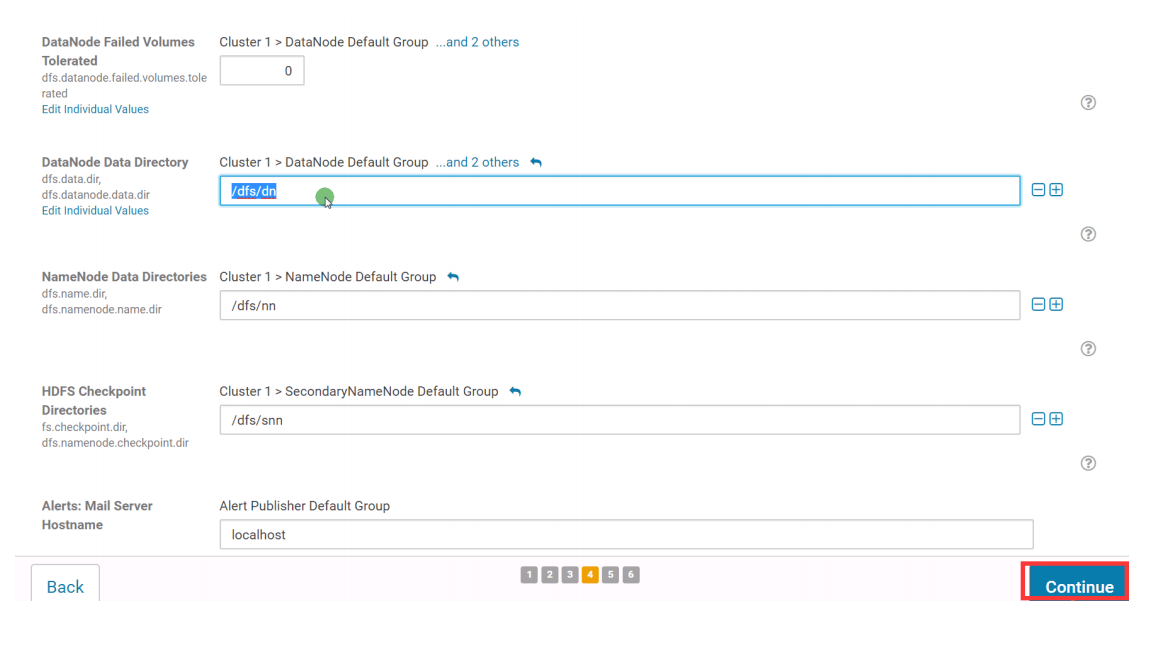 DataNode Failed Volumes
Tolerated
dfs.datanode.failed.volumes.tole
rated
Edit Individual Values
Cluster 1 > DataNode Default Group ...and 2 others
0
DataNode Data Directory
dfs.data.dir,
dfs.datanode.data.dir
Edit Individual Values
Cluster 1 > DataNode Default Group ...and 2 others
/dfs/dn
NameNode Data Directories
dfs.name.dir,
dfs.namenode.name.dir
Cluster 1 > NameNode Default Group
/dfs/nn
HDFS Checkpoint
Directories
fs.checkpoint.dir,
dfs.namenode.checkpoint.dir
Cluster 1 > SecondaryNameNode Default Group
/dfs/snn
Alerts: Mail Server
Hostname
Alert Publisher Default Group
localhost
Back
1 2 3 4 5 6
Continue